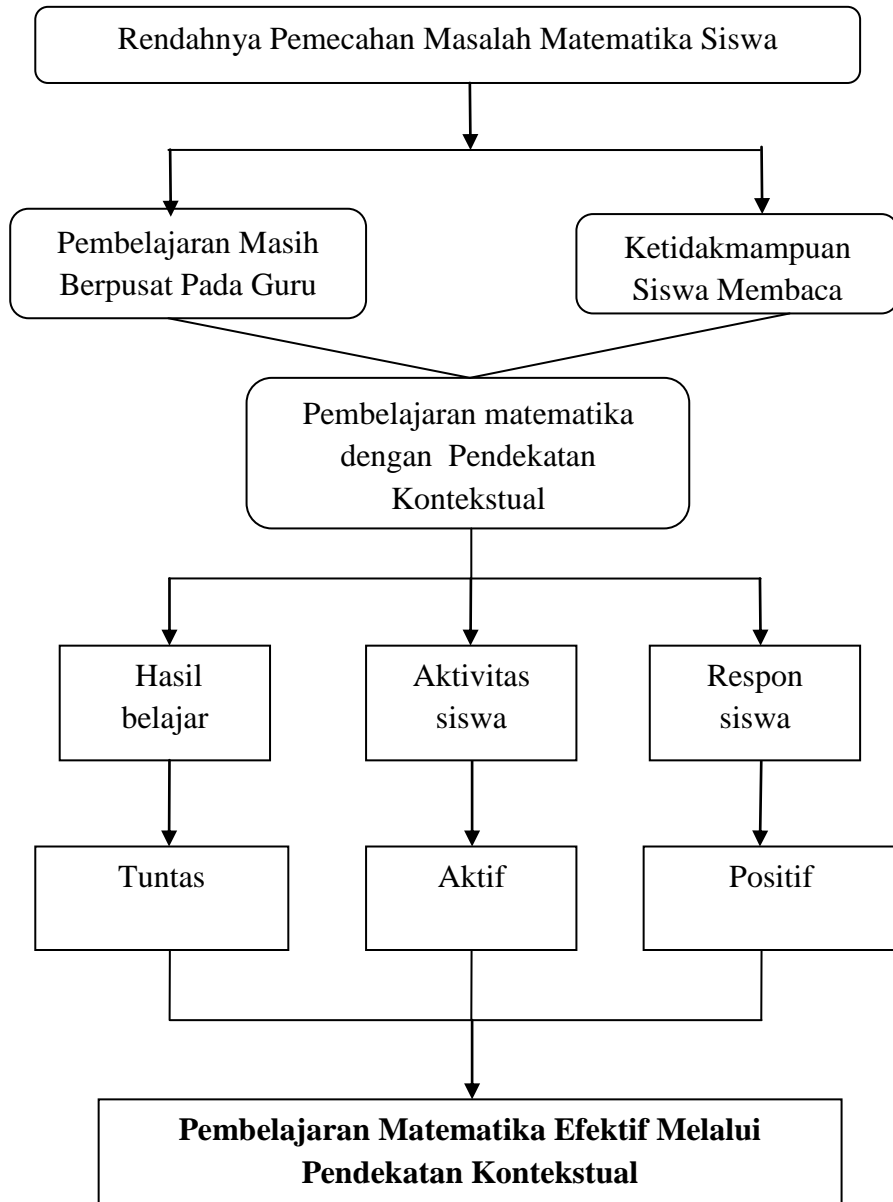 Rendahnya Pemecahan Masalah Matematika Siswa
Pembelajaran Masih
Berpusat Pada Guru
Ketidakmampuan
Siswa Membaca
Pembelajaran matematika
dengan Pendekatan
Kontekstual
Hasil
belajar
Aktivitas
siswa
Respon
siswa
Tuntas
Aktif
Positif
Pembelajaran Matematika Efektif Melalui
Pendekatan Kontekstual